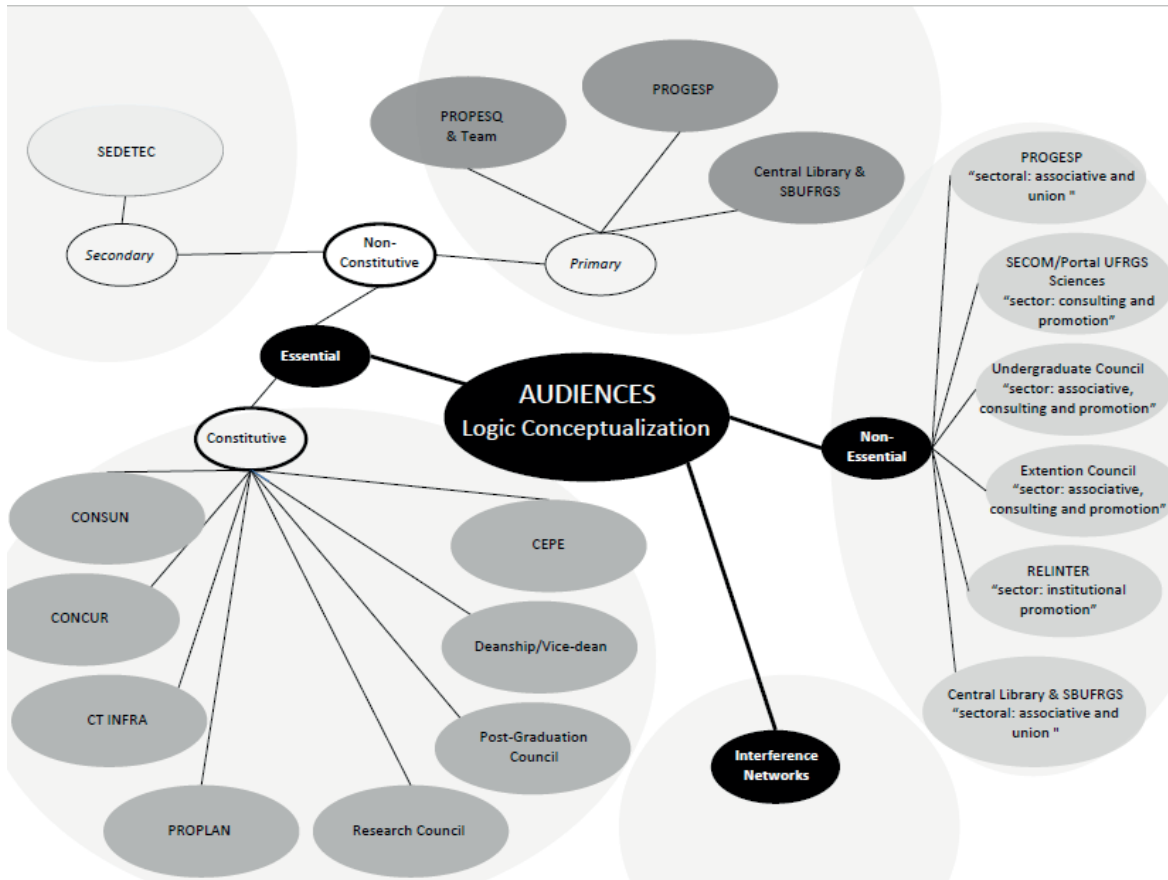 SEDETEC
Secondary
Non-
Constitutive
Primary
PROPESQ
& Team
PROGESP
Central Library &
SBUFRGS
Essential
AUDIENCES
Logic Conceptualization
Non-
Essential
PROGESP
“sectoral: associative and
union "
SECOM/Portal UFRGS
Sciences
“sector: consulting and
promotion”
Undergraduate Council
“sector: associative,
consulting and promotion”
Extention Council
“sector: associative,
consulting and promotion”
RELINTER
“sector: institutional
promotion”
Central Library & SBUFRGS
“sectoral: associative and
union "
Constitutive
CONSUN
CONCUR
CT INFRA
PROPLAN
Research Council
Post-Graduation
Council
Deanship/Vice-dean
CEPE
Interference
Networks